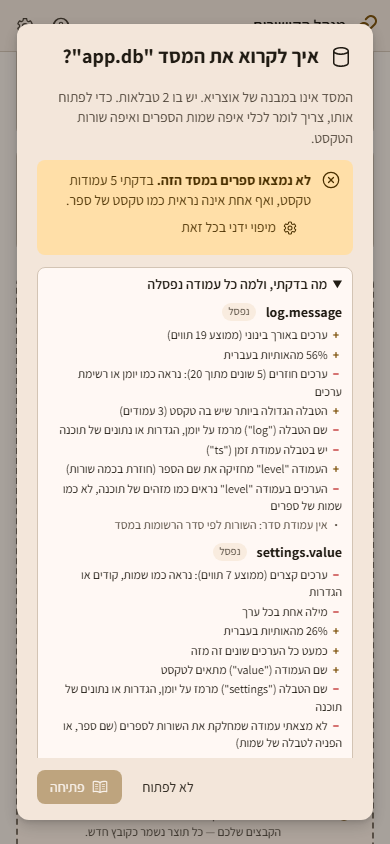 איך לקרוא את המסד "app.db"?
המסד אינו במבנה של אוצריא. יש בו 2 טבלאות. כדי לפתוח
אותו, צריך לומר לכלי איפה שמות הספרים ואיפה שורות
הטקסט.
לא נמצאו ספרים במסד הזה. בדקתי 5 עמודות
טקסט, ואף אחת אינה נראית כמו טקסט של ספר.
מיפוי ידני בכל זאת
▼ מה בדקתי, ולמה כל עמודה נפסלה
log.message נפסל
+ ערכים באורך בינוני (ממוצע 19 תווים)
+ 56% מהאותיות בעברית
− ערכים חוזרים (5 שונים מתוך 20): נראה כמו יומן או רשימת
ערכים
+ הטבלה הגדולה ביותר שיש בה טקסט (3 עמודים)
− שם הטבלה ("log") מרמז על יומן, הגדרות או נתונים של תוכנה
− יש בטבלה עמודת זמן ("ts")
+ העמודה "level" מחזיקה את שם הספר (חוזרת בכמה שורות)
− הערכים בעמודה "level" נראים כמו מזהים של תוכנה, לא כמו
שמות של ספרים
· אין עמודת סדר: השורות לפי סדר הרשומות במסד
settings.value נפסל
− ערכים קצרים (ממוצע 7 תווים): נראה כמו שמות, קודים או
הגדרות
− מילה אחת בכל ערך
+ 26% מהאותיות בעברית
+ כמעט כל הערכים שונים זה מזה
+ שם העמודה ("value") מתאים לטקסט
− שם הטבלה ("settings") מרמז על יומן, הגדרות או נתונים של
תוכנה
− לא מצאתי עמודה שמחלקת את השורות לספרים (שם ספר, או
הפניה לטבלה של שמות)
לא לפתוח
פתיחה
הקבצים שלכם — כל תוצר נשמר כקובץ חדש.